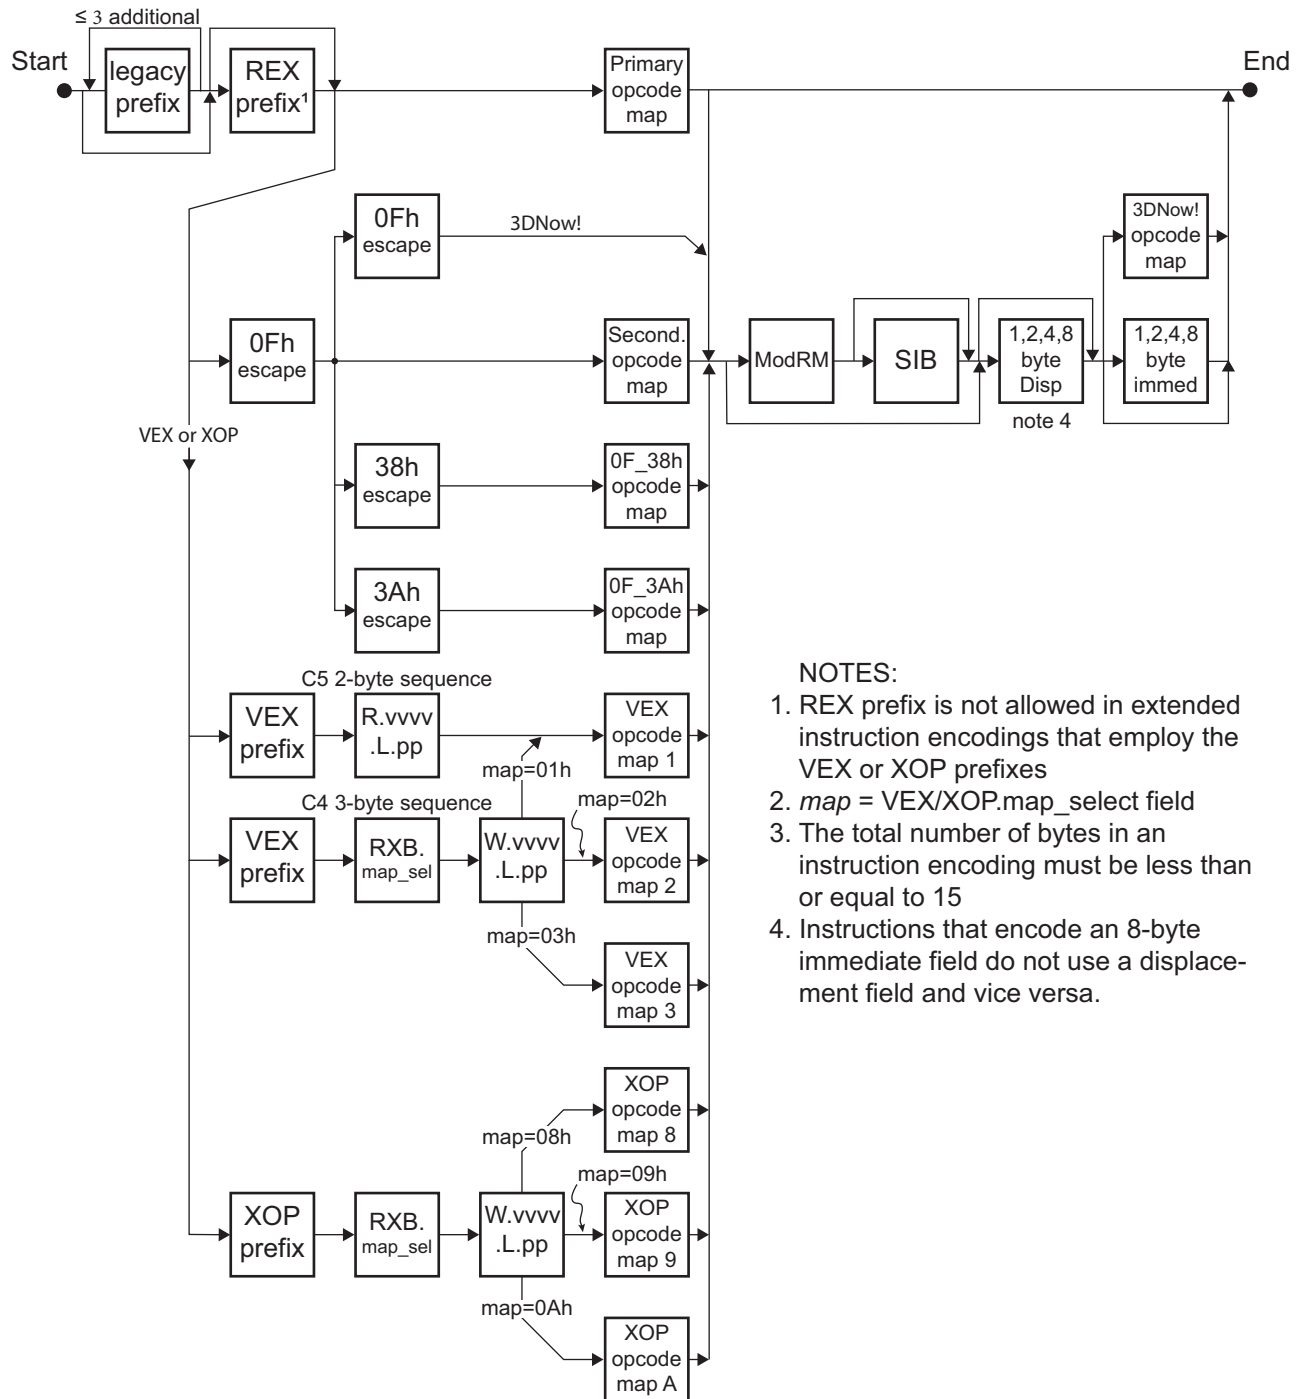 ≤ 3 additional
Start
legacy
prefix
REX
prefix¹
Primary
opcode
map
End
0Fh
escape
3DNow!
3DNow!
opcode
map
0Fh
escape
Second.
opcode
map
ModRM
SIB
1,2,4,8
byte
Disp
note 4
1,2,4,8
byte
immed
VEX or XOP
38h
escape
0F_38h
opcode
map
3Ah
escape
0F_3Ah
opcode
map
C5 2-byte sequence
VEX
prefix
R.vvvv
.L.pp
VEX
opcode
map 1
map=01h
C4 3-byte sequence
map=02h
VEX
prefix
RXB.
map_sel
W.vvvv
.L.pp
VEX
opcode
map 2
map=03h
VEX
opcode
map 3
NOTES:
1. REX prefix is not allowed in extended
instruction encodings that employ the
VEX or XOP prefixes
2. map = VEX/XOP.map_select field
3. The total number of bytes in an
instruction encoding must be less than
or equal to 15
4. Instructions that encode an 8-byte
immediate field do not use a displace-
ment field and vice versa.
XOP
opcode
map 8
map=08h
map=09h
XOP
prefix
RXB.
map_sel
W.vvvv
.L.pp
XOP
opcode
map 9
map=0Ah
XOP
opcode
map A